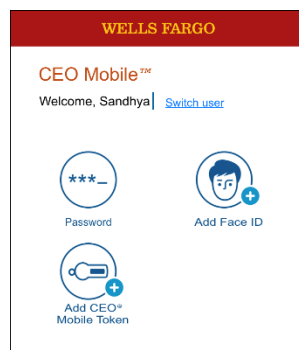 WELLS FARGO
CEO Mobile™
Welcome, Sandhya Switch user
***_
Password
Add Face ID
Add CEO®
Mobile Token